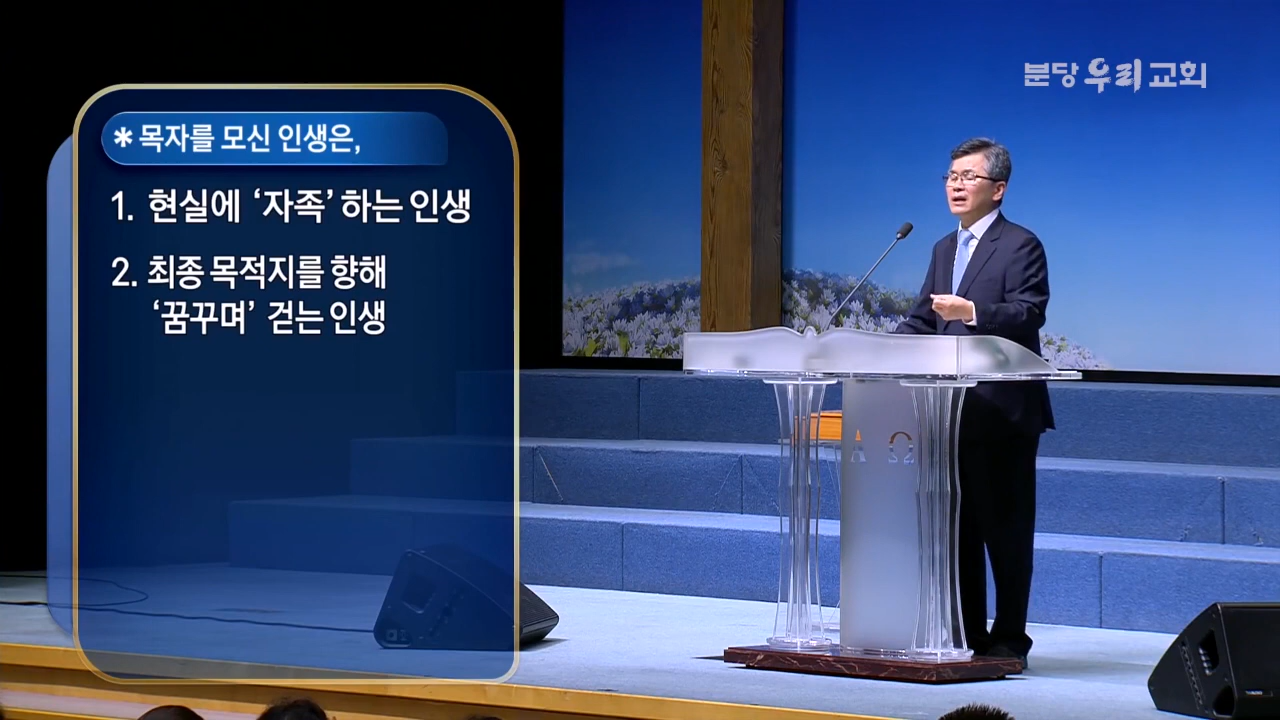 분당우리교회
* 목자를 모신 인생은,
1. 현실에 ‘자족’ 하는 인생
2. 최종 목적지를 향해
‘꿈꾸며’ 걷는 인생
Α Ω